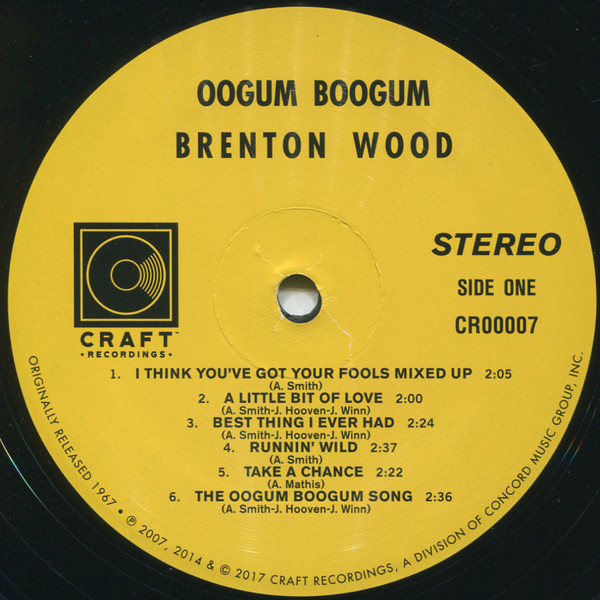 OOGUM BOOGUM
BRENTON WOOD
STEREO
SIDE ONE
CR00007
CRAFT™
•RECORDINGS•
1. I THINK YOU'VE GOT YOUR FOOLS MIXED UP 2:05
(A. Smith)
2. A LITTLE BIT OF LOVE 2:00
(A. Smith-J. Hooven-J. Winn)
3. BEST THING I EVER HAD 2:24
(A. Smith-J. Hooven-J. Winn)
4. RUNNIN' WILD 2:37
(A. Smith)
5. TAKE A CHANCE 2:22
(A. Mathis)
6. THE OOGUM BOOGUM SONG 2:36
(A. Smith-J. Hooven-J. Winn)
ORIGINALLY RELEASED 1967 • ℗ 2007, 2014 & © 2017 CRAFT RECORDINGS, A DIVISION OF CONCORD MUSIC GROUP, INC.